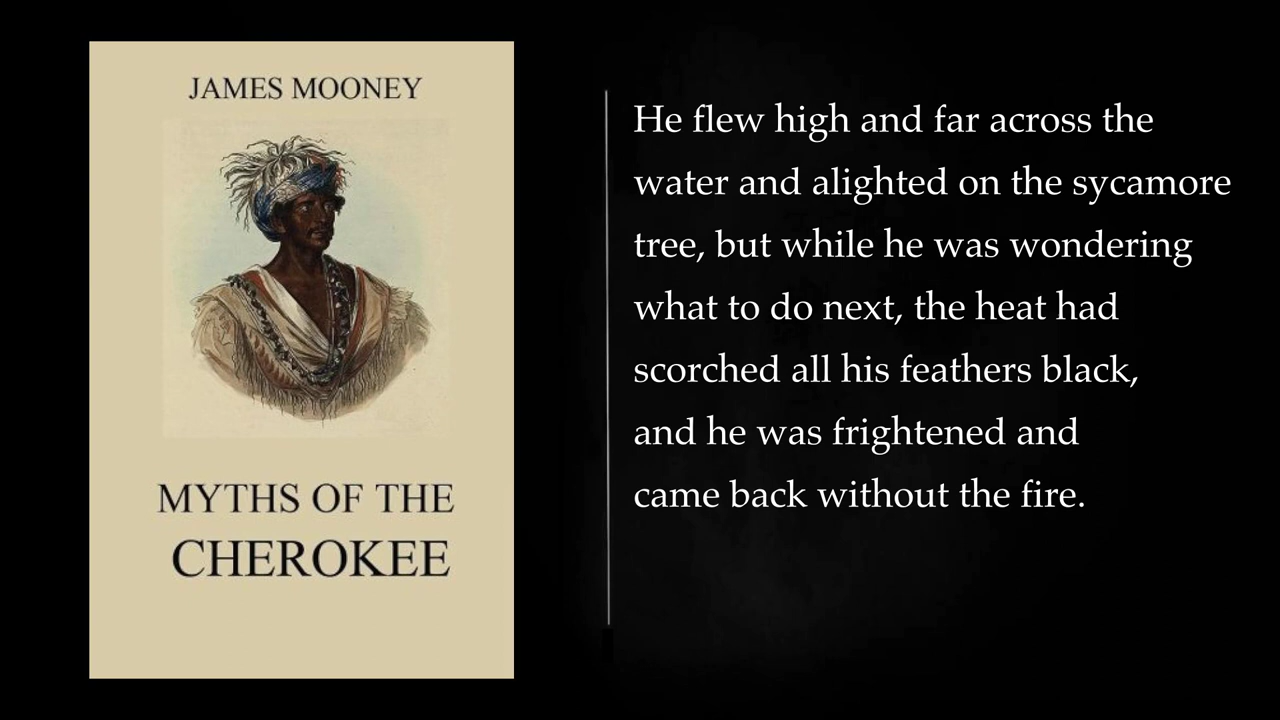 JAMES MOONEY
MYTHS OF THE
CHEROKEE
He flew high and far across the
water and alighted on the sycamore
tree, but while he was wondering
what to do next, the heat had
scorched all his feathers black,
and he was frightened and
came back without the fire.